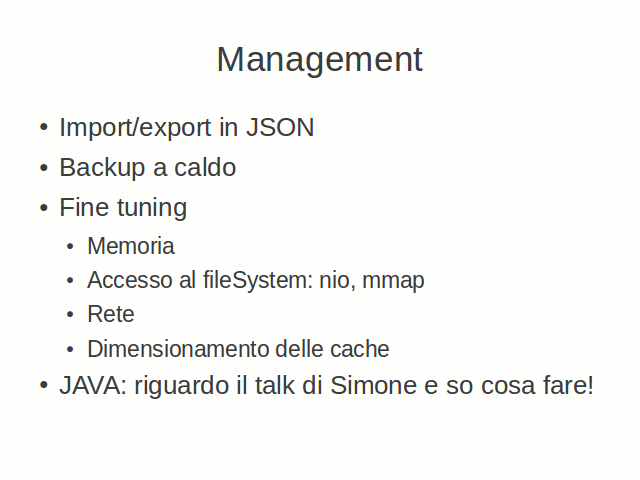 Management
• Import/export in JSON
• Backup a caldo
• Fine tuning
• Memoria
• Accesso al fileSystem: nio, mmap
• Rete
• Dimensionamento delle cache
• JAVA: riguardo il talk di Simone e so cosa fare!